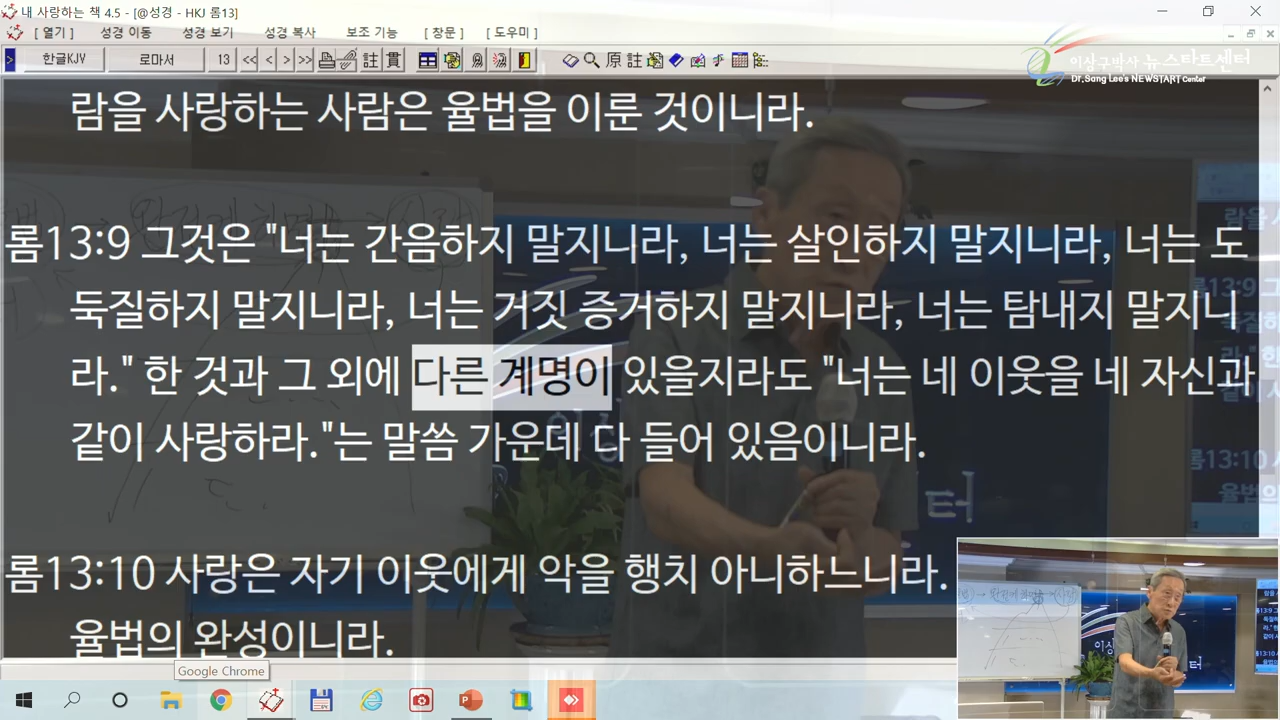 내 사랑하는 책 4.5 - [@성경 - HKJ 롬13]
[ 열기 ] 성경 이동 성경 보기 성경 복사 보조 기능 [ 창문 ] [ 도우미 ]
한글KJV 로마서 13 << < > >> 註 貫 原 註
이상구박사 뉴스타트센터
Dr.Sang Lee's NEWSTART Center
람을 사랑하는 사람은 율법을 이룬 것이니라.
롬13:9 그것은 "너는 간음하지 말지니라, 너는 살인하지 말지니라, 너는 도
둑질하지 말지니라, 너는 거짓 증거하지 말지니라, 너는 탐내지 말지니
라." 한 것과 그 외에 다른 계명이 있을지라도 "너는 네 이웃을 네 자신과
같이 사랑하라."는 말씀 가운데 다 들어 있음이니라.
롬13:10 사랑은 자기 이웃에게 악을 행치 아니하느니라.
율법의 완성이니라.
Google Chrome